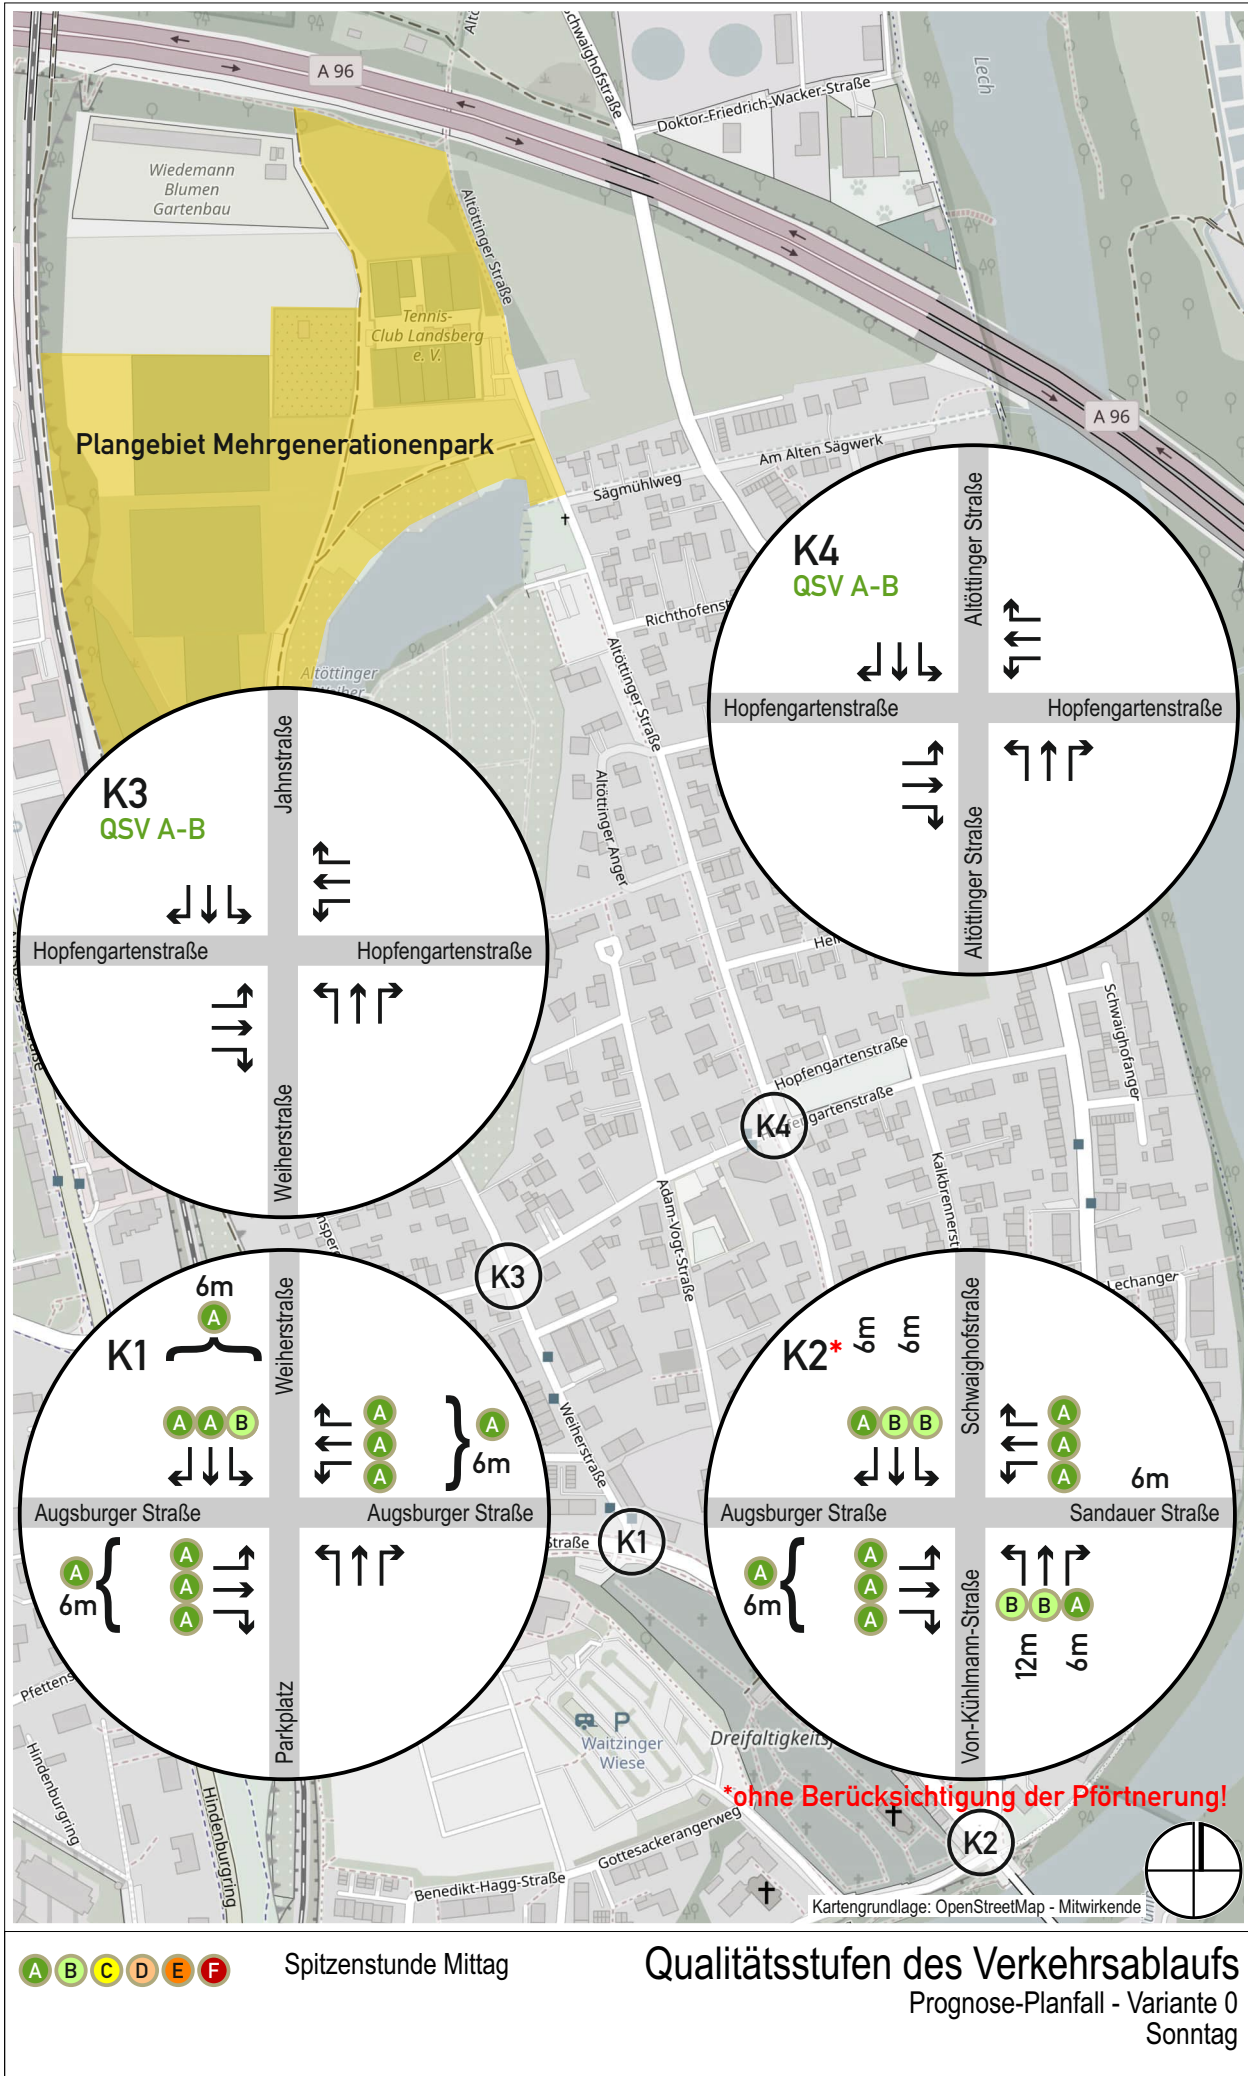 A 96
Schwaighofstraße
Doktor-Friedrich-Wacker-Straße
Lech
Wiedemann
Blumen
Gartenbau
Altöttinger Straße
Tennis-
Club Landsberg
e. V.
A 96
Plangebiet Mehrgenerationenpark
Am Alten Sägwerk
Sägmühlweg
K4
QSV A-B
Altöttinger Straße
Hopfengartenstraße
Hopfengartenstraße
Altöttinger Straße
Altöttinger Straße
Altöttinger
Altöttinger Anger
K3
QSV A-B
Jahnstraße
Hopfengartenstraße
Hopfengartenstraße
Weiherstraße
Schwaighofanger
Hopfengartenstraße
K4
Adam-Vogt-Straße
Lechanger
K3
Weiherstraße
K1
6m
A
A A B
Weiherstraße
A
A
A
A
6m
Augsburger Straße
Augsburger Straße
A
6m
A
A
A
Parkplatz
K1
Straße
K2*
6m
6m
A B B
Schwaighofstraße
A
A
A
6m
Augsburger Straße
Sandauer Straße
A
6m
A
A
A
B B A
12m
6m
Von-Kühlmann-Straße
*ohne Berücksichtigung der Pförtnerung!
Hindenburgring
Hindenburgring
P
Waitzinger
Wiese
Gottesackerangerweg
Benedikt-Hagg-Straße
K2
Kartengrundlage: OpenStreetMap - Mitwirkende
A B C D E F
Spitzenstunde Mittag
Qualitätsstufen des Verkehrsablaufs
Prognose-Planfall - Variante 0
Sonntag